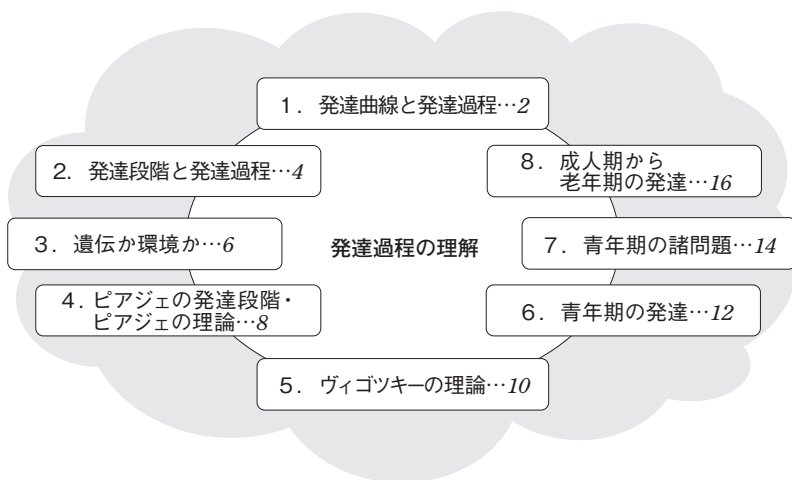 1. 発達曲線と発達過程…2
2. 発達段階と発達過程…4
3. 遺伝か環境か…6
4. ピアジェの発達段階・
ピアジェの理論…8
5. ヴィゴツキーの理論…10
6. 青年期の発達…12
7. 青年期の諸問題…14
8. 成人期から
老年期の発達…16
発達過程の理解